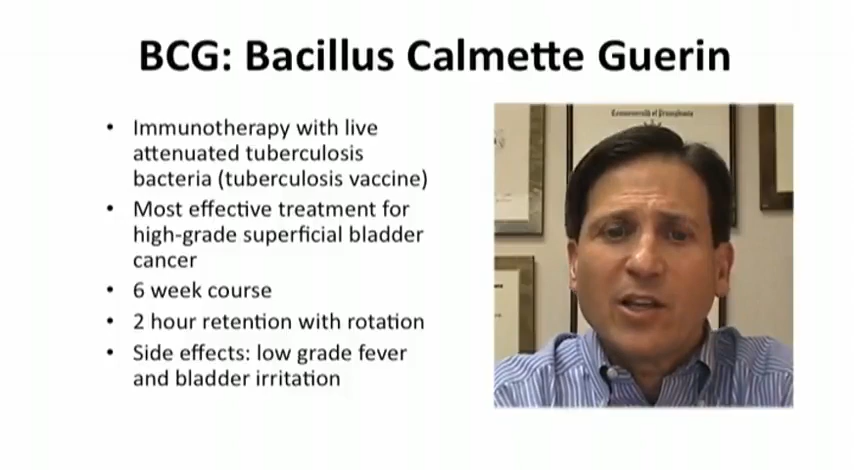 BCG: Bacillus Calmette Guerin
• Immunotherapy with live
attenuated tuberculosis
bacteria (tuberculosis vaccine)
• Most effective treatment for
high-grade superficial bladder
cancer
• 6 week course
• 2 hour retention with rotation
• Side effects: low grade fever
and bladder irritation
Commonwealth of Pennsylvania